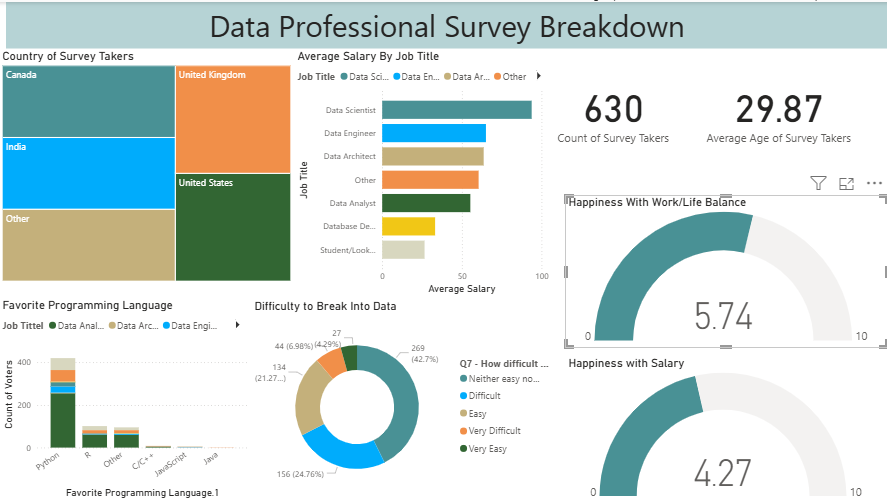 Data Professional Survey Breakdown
Country of Survey Takers
Canada
United Kingdom
India
United States
Other
Average Salary By Job Title
Job Title Data Sci... Data En... Data Ar... Other
Job Title
Data Scientist
Data Engineer
Data Architect
Other
Data Analyst
Database De...
Student/Look...
0 50 100
Average Salary
630
Count of Survey Takers
29.87
Average Age of Survey Takers
Happiness With Work/Life Balance
5.74
0 10
Favorite Programming Language
Job Tittel Data Anal... Data Arc... Data Engi...
Count of Voters
400
200
0
Python R Other C/C++ JavaScript Java
Favorite Programming Language.1
Difficulty to Break Into Data
27
(4.29%)
44 (6.98%)
269
(42.7%)
134
(21.27...)
156 (24.76%)
Q7 - How difficult ...
Neither easy no...
Difficult
Easy
Very Difficult
Very Easy
Happiness with Salary
4.27
0 10